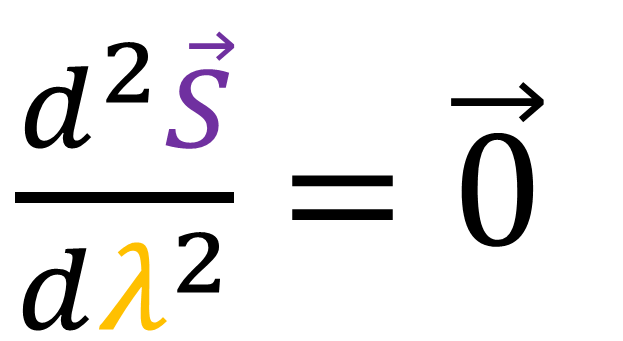 d²S⃗
dλ²
= 0⃗